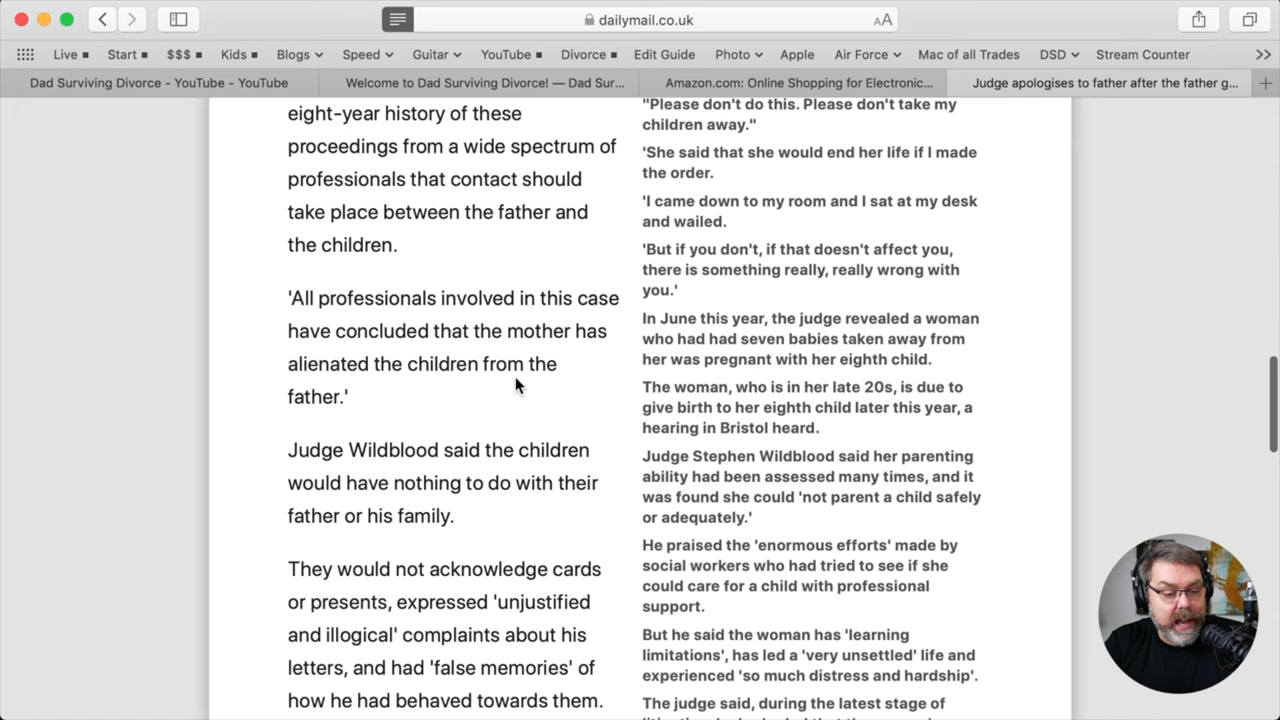 dailymail.co.uk
AA
Live
Start
$$$
Kids
Blogs
Speed
Guitar
YouTube
Divorce
Edit Guide
Photo
Apple
Air Force
Mac of all Trades
DSD
Stream Counter
Dad Surviving Divorce - YouTube - YouTube
Welcome to Dad Surviving Divorce! — Dad Sur...
Amazon.com: Online Shopping for Electronic...
Judge apologises to father after the father g...
eight-year history of these
proceedings from a wide spectrum of
professionals that contact should
take place between the father and
the children.
'All professionals involved in this case
have concluded that the mother has
alienated the children from the
father.'
Judge Wildblood said the children
would have nothing to do with their
father or his family.
They would not acknowledge cards
or presents, expressed 'unjustified
and illogical' complaints about his
letters, and had 'false memories' of
how he had behaved towards them.
"Please don't do this. Please don't take my
children away."
'She said that she would end her life if I made
the order.
'I came down to my room and I sat at my desk
and wailed.
'But if you don't, if that doesn't affect you,
there is something really, really wrong with
you.'
In June this year, the judge revealed a woman
who had had seven babies taken away from
her was pregnant with her eighth child.
The woman, who is in her late 20s, is due to
give birth to her eighth child later this year, a
hearing in Bristol heard.
Judge Stephen Wildblood said her parenting
ability had been assessed many times, and it
was found she could 'not parent a child safely
or adequately.'
He praised the 'enormous efforts' made by
social workers who had tried to see if she
could care for a child with professional
support.
But he said the woman has 'learning
limitations', has led a 'very unsettled' life and
experienced 'so much distress and hardship'.
The judge said, during the latest stage of